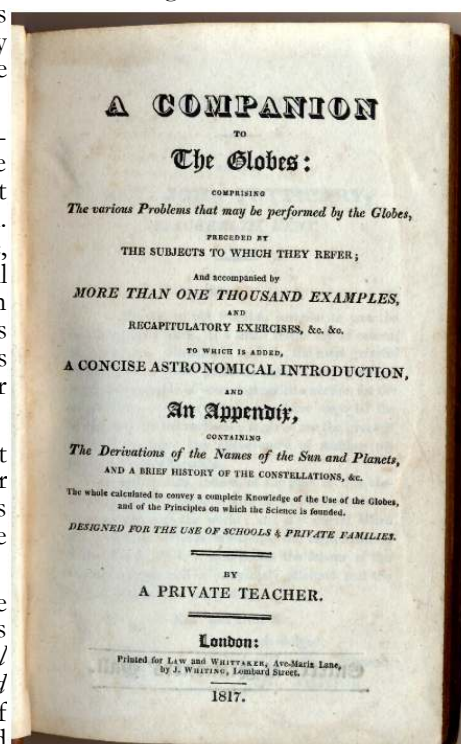 A COMPANION
TO
The Globes:
COMPRISING
The various Problems that may be performed by the Globes,
PRECEDED BY
THE SUBJECTS TO WHICH THEY REFER;
And accompanied by
MORE THAN ONE THOUSAND EXAMPLES,
AND
RECAPITULATORY EXERCISES, &c. &c.
TO WHICH IS ADDED,
A CONCISE ASTRONOMICAL INTRODUCTION,
AND
An Appendix,
CONTAINING
The Derivations of the Names of the Sun and Planets,
AND A BRIEF HISTORY OF THE CONSTELLATIONS, &c.
The whole calculated to convey a complete Knowledge of the Use of the Globes,
and of the Principles on which the Science is founded.
DESIGNED FOR THE USE OF SCHOOLS & PRIVATE FAMILIES.
BY
A PRIVATE TEACHER.
London:
Printed for LAW and WHITTAKER, Ave-Maria Lane,
by J. WHITING, Lombard Street.
1817.